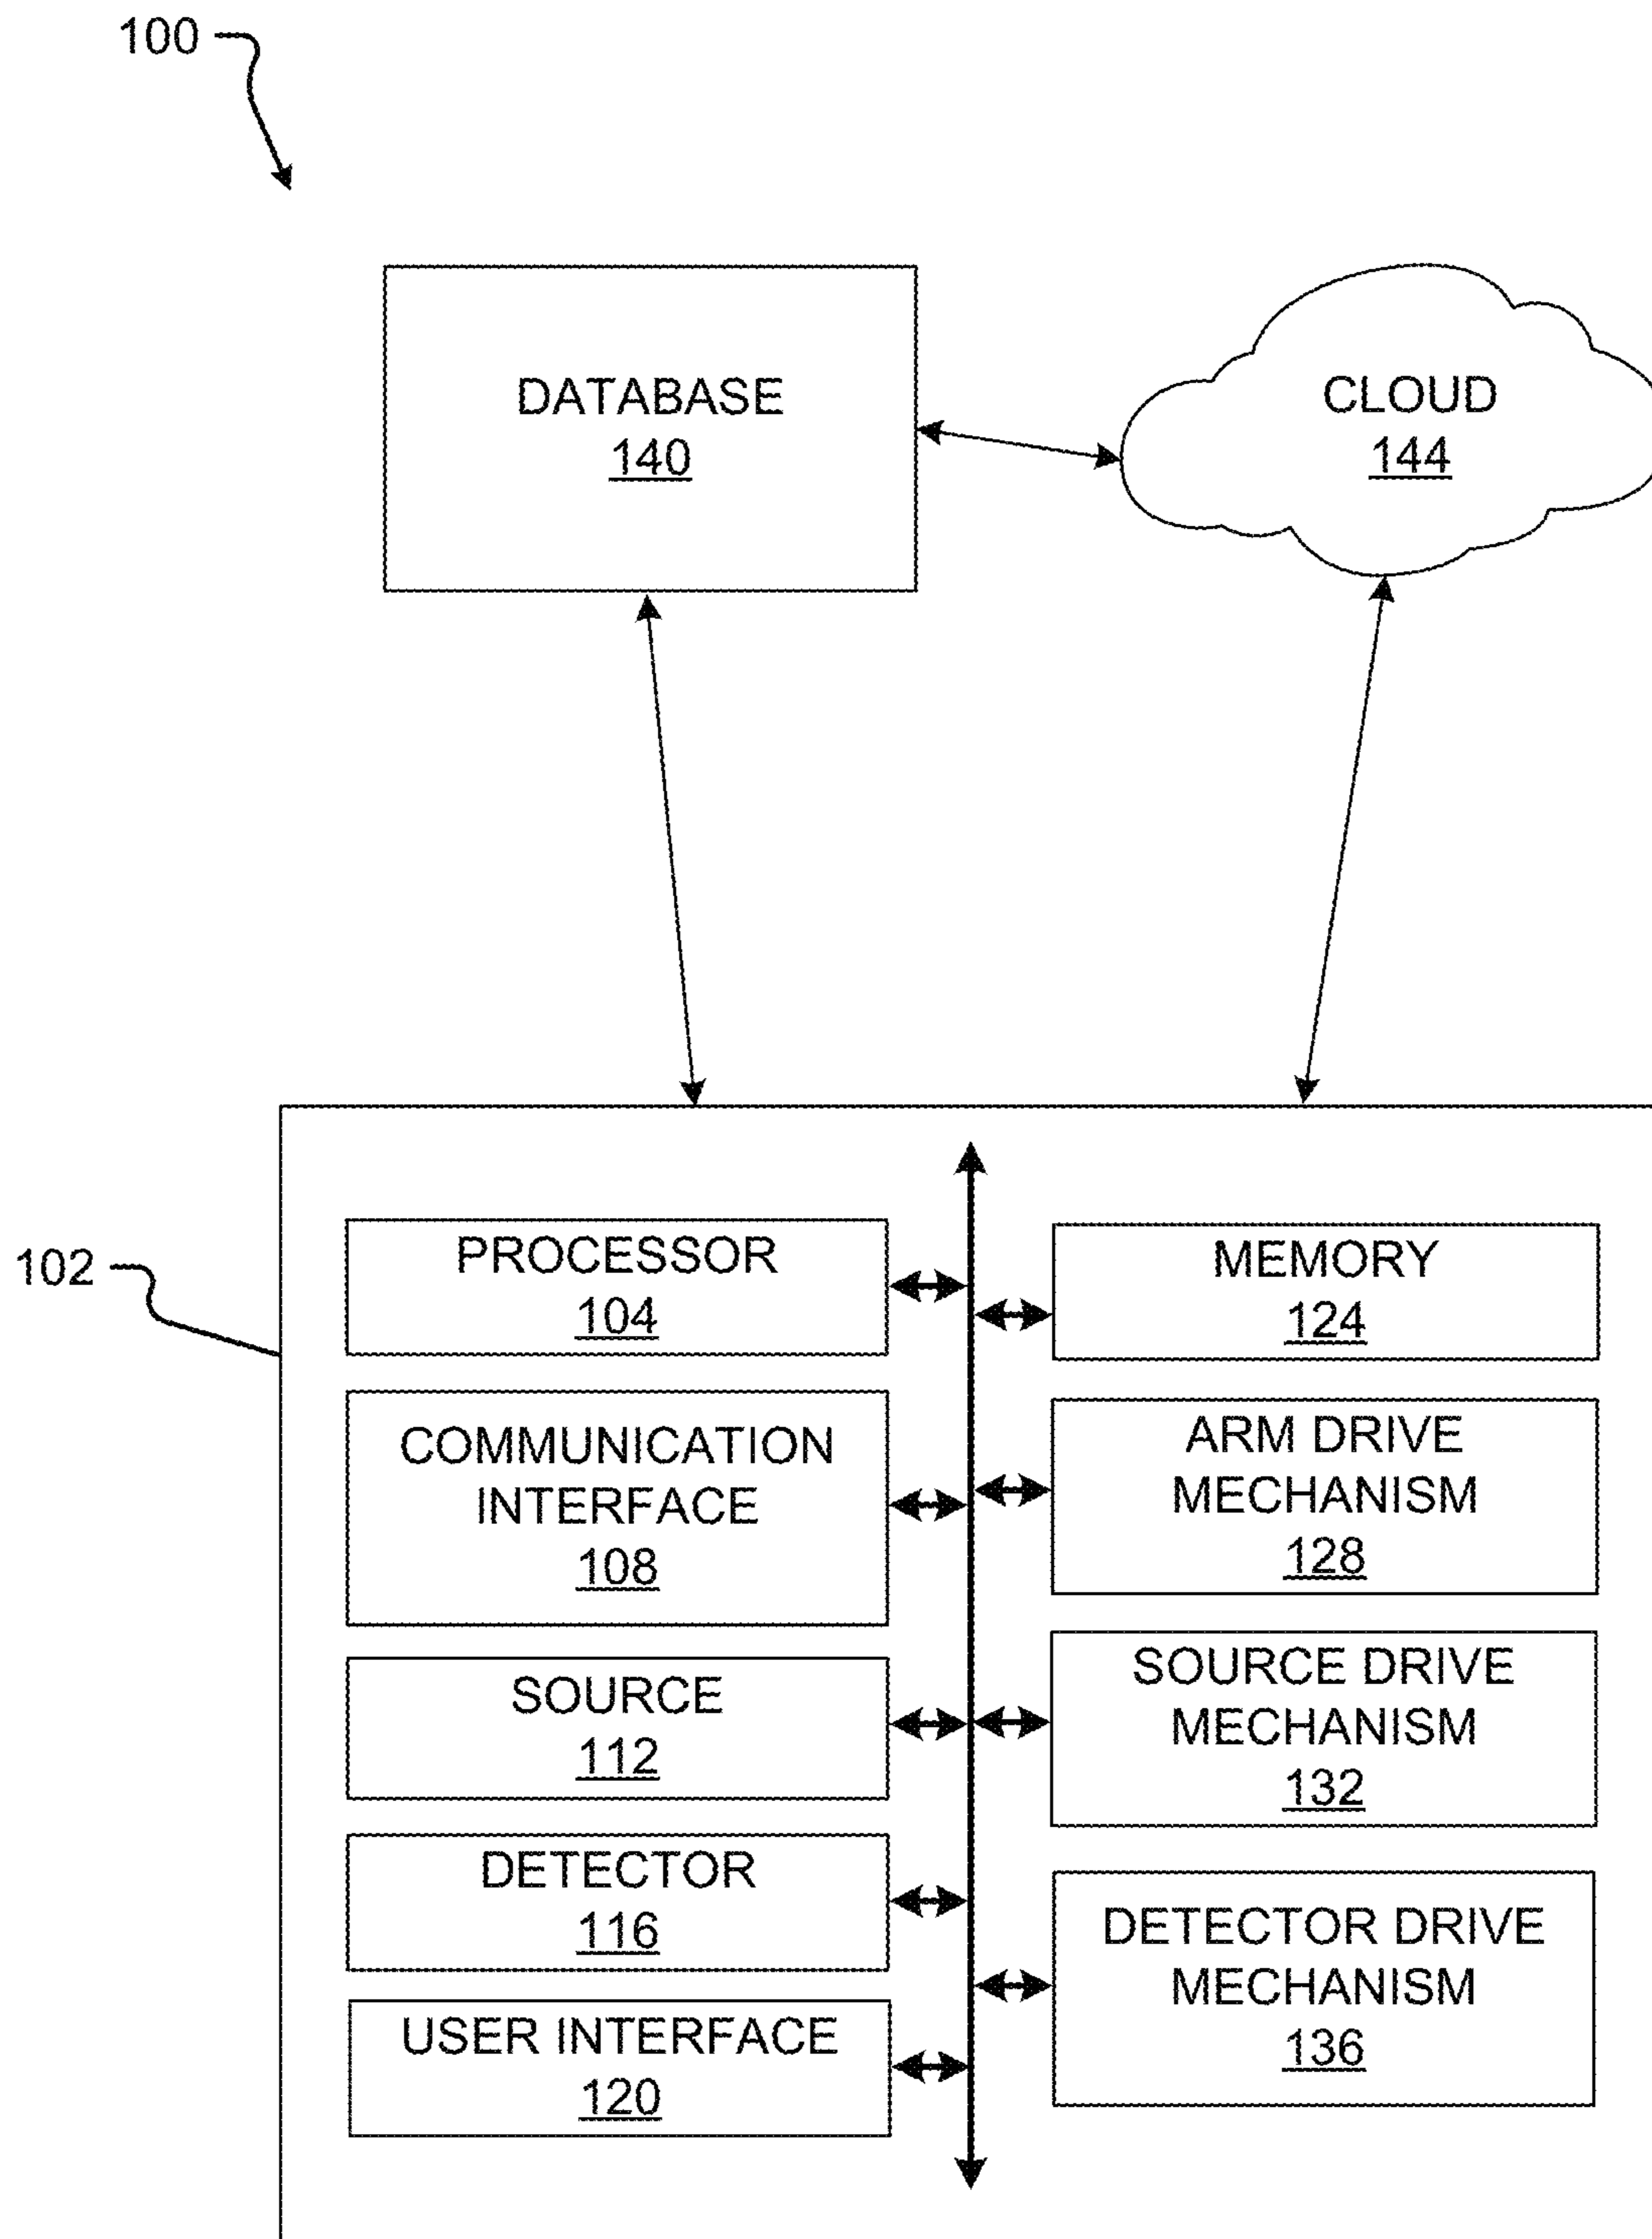 100
DATABASE
140
CLOUD
144
102
PROCESSOR
104
COMMUNICATION
INTERFACE
108
SOURCE
112
DETECTOR
116
USER INTERFACE
120
MEMORY
124
ARM DRIVE
MECHANISM
128
SOURCE DRIVE
MECHANISM
132
DETECTOR DRIVE
MECHANISM
136